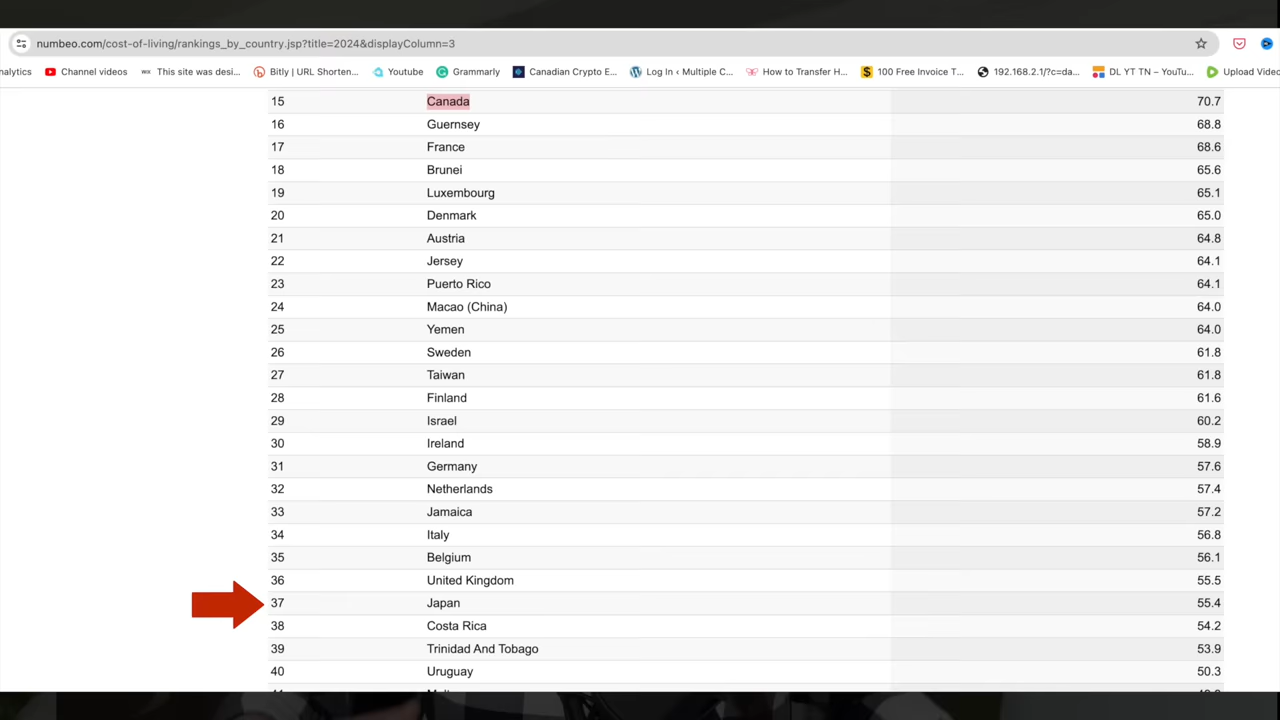 numbeo.com/cost-of-living/rankings_by_country.jsp?title=2024&displayColumn=3
nalytics Channel videos This site was desi... Bitly | URL Shorten... Youtube Grammarly Canadian Crypto E... Log In ‹ Multiple C... How to Transfer H... 100 Free Invoice T... 192.168.2.1/?c=da... DL YT TN – YouTu... Upload Video
15 Canada 70.7
16 Guernsey 68.8
17 France 68.6
18 Brunei 65.6
19 Luxembourg 65.1
20 Denmark 65.0
21 Austria 64.8
22 Jersey 64.1
23 Puerto Rico 64.1
24 Macao (China) 64.0
25 Yemen 64.0
26 Sweden 61.8
27 Taiwan 61.8
28 Finland 61.6
29 Israel 60.2
30 Ireland 58.9
31 Germany 57.6
32 Netherlands 57.4
33 Jamaica 57.2
34 Italy 56.8
35 Belgium 56.1
36 United Kingdom 55.5
37 Japan 55.4
38 Costa Rica 54.2
39 Trinidad And Tobago 53.9
40 Uruguay 50.3